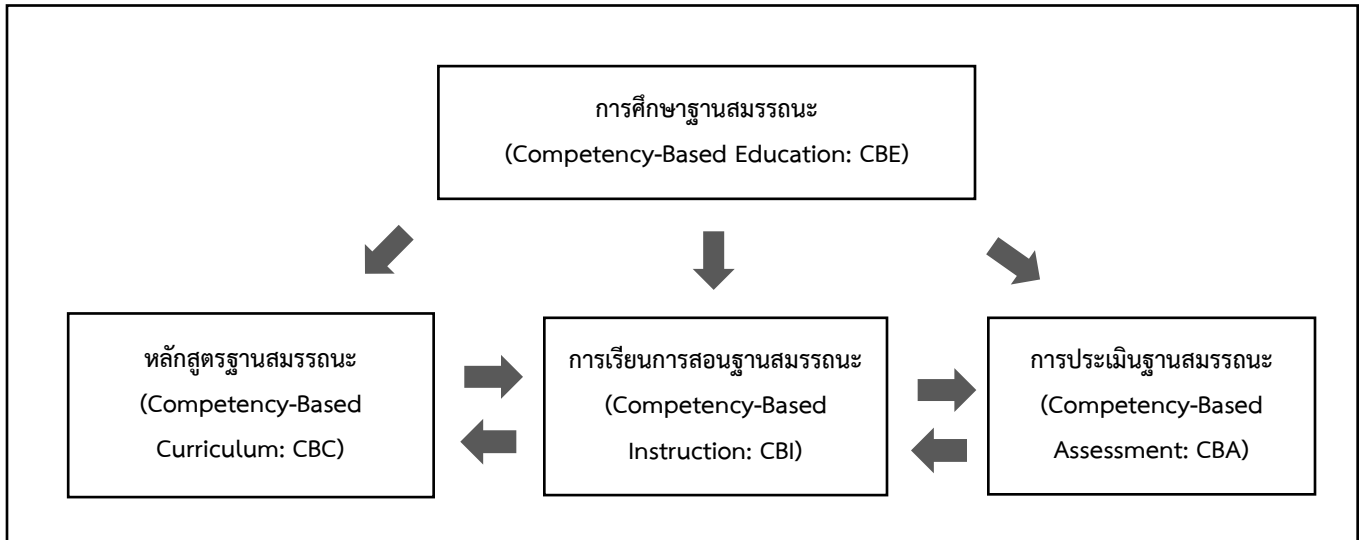 การศึกษาฐานสมรรถนะ
(Competency-Based Education: CBE)
หลักสูตรฐานสมรรถนะ
(Competency-Based
Curriculum: CBC)
การเรียนการสอนฐานสมรรถนะ
(Competency-Based
Instruction: CBI)
การประเมินฐานสมรรถนะ
(Competency-Based
Assessment: CBA)